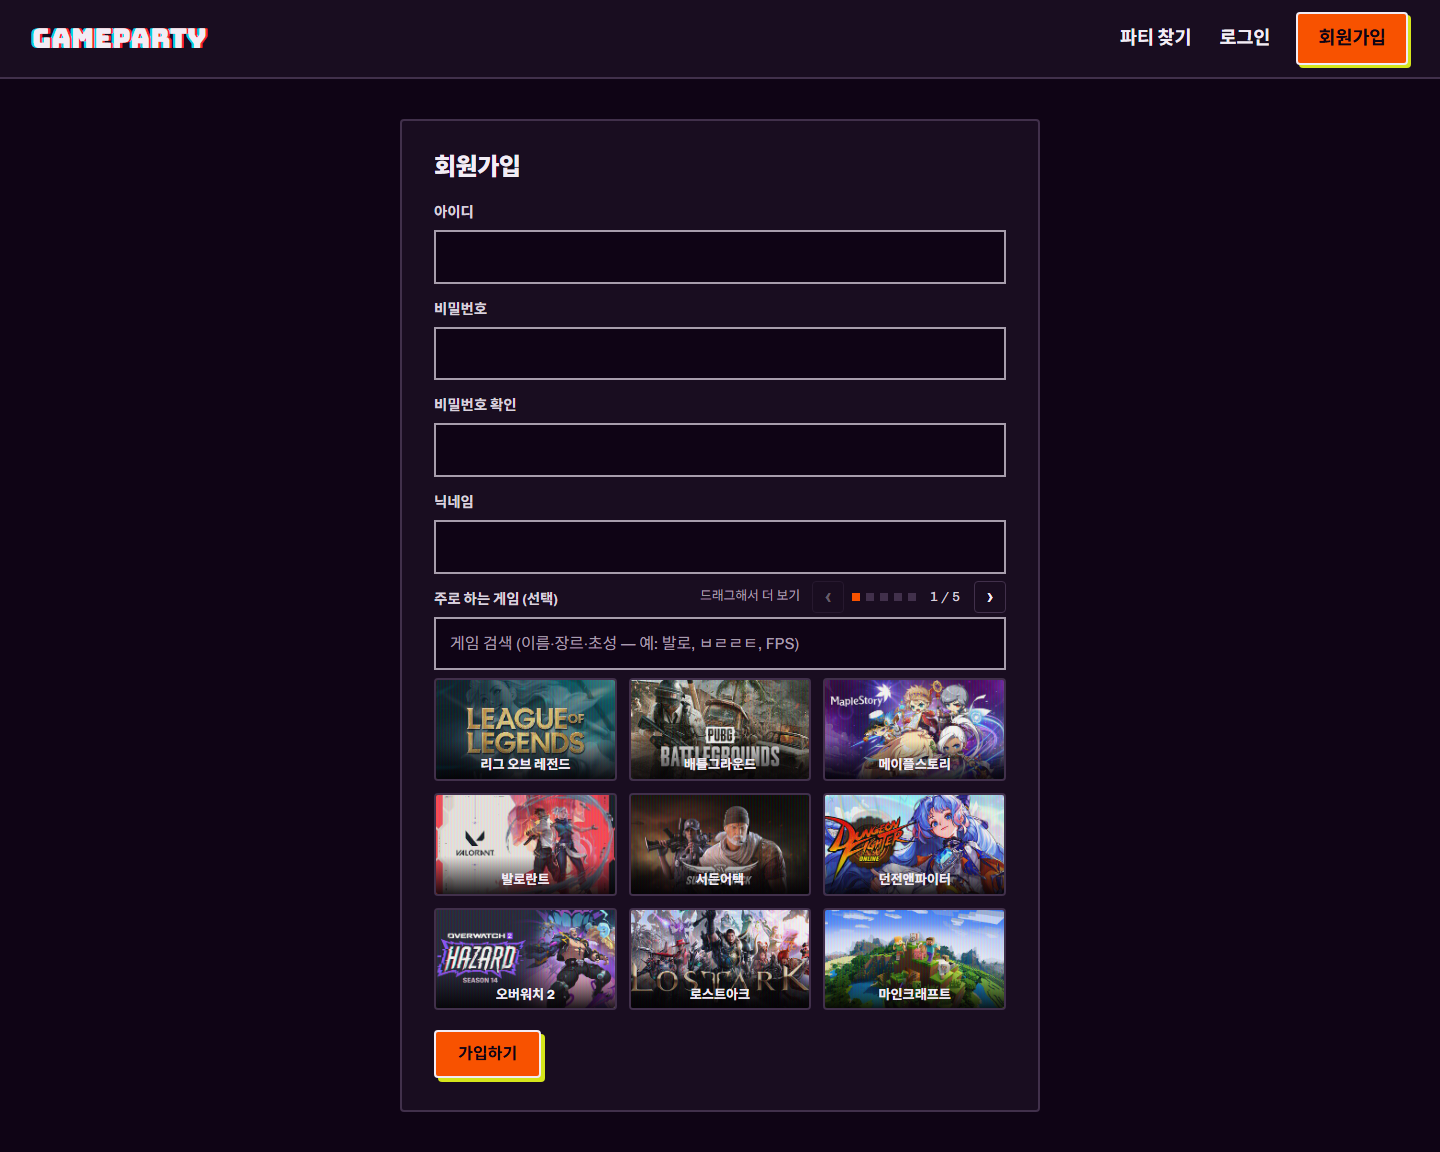 GAMEPARTY
파티 찾기 로그인 회원가입
회원가입
아이디
비밀번호
비밀번호 확인
닉네임
주로 하는 게임 (선택) 드래그해서 더 보기 ‹ 1 / 5 ›
게임 검색 (이름·장르·초성 — 예: 발로, ㅂㄹㄹㅌ, FPS)
LEAGUE OF
LEGENDS
리그 오브 레전드
PUBG
BATTLEGROUNDS
배틀그라운드
MapleStory
메이플스토리
VALORANT
발로란트
서든어택
DUNGEON
FIGHTER
ONLINE
던전앤파이터
OVERWATCH 2
HAZARD
SEASON 14
오버워치 2
LOST ARK
로스트아크
마인크래프트
가입하기